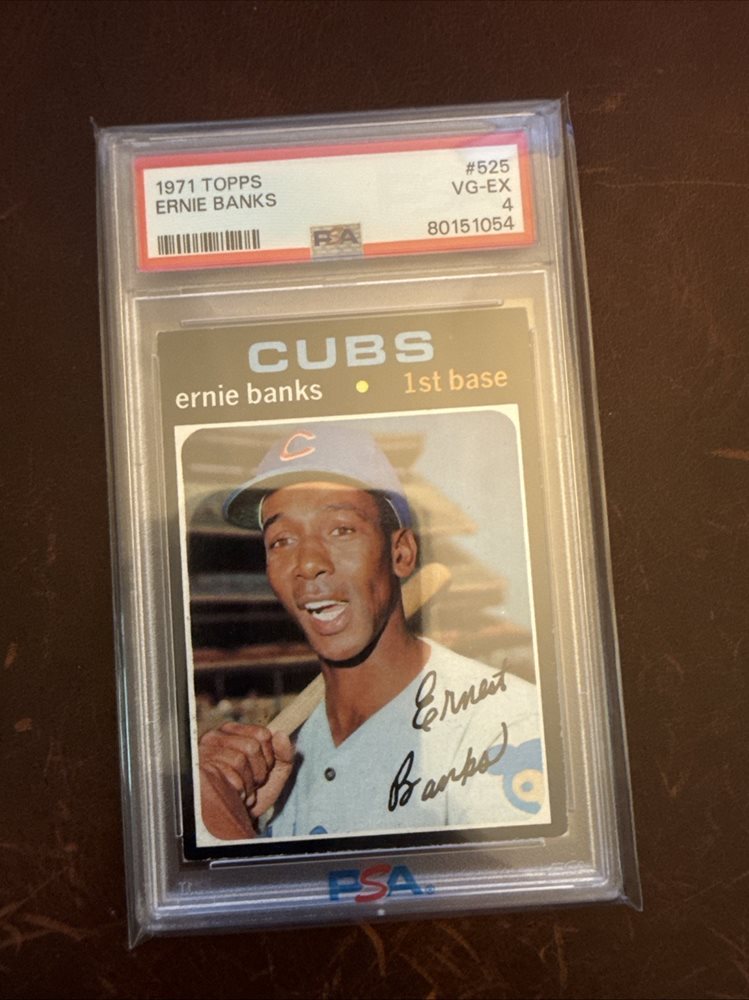 1971 TOPPS #525
ERNIE BANKS VG-EX
4
PSA 80151054
CUBS
ernie banks • 1st base
C
Ernest
Banks
PSA